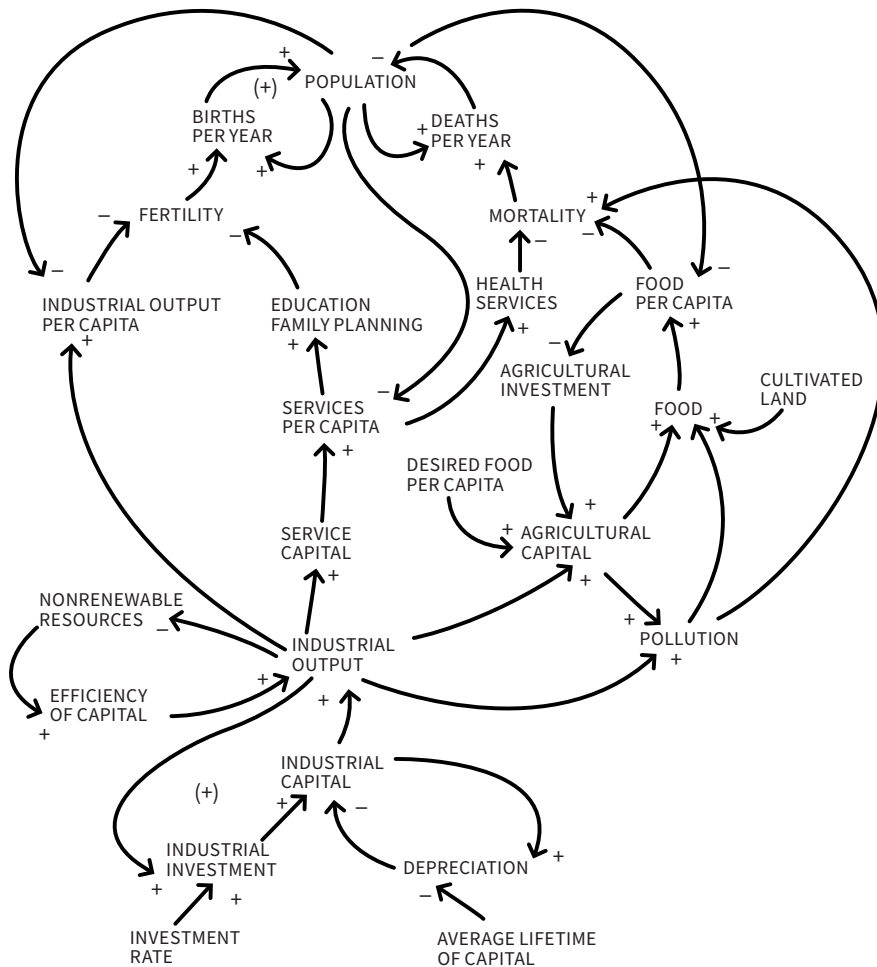 +
−
POPULATION
(+)
BIRTHS
PER YEAR
+
DEATHS
PER YEAR
+
+
+
−
FERTILITY
−
MORTALITY
+
−
−
−
−
INDUSTRIAL OUTPUT
PER CAPITA
+
EDUCATION
FAMILY PLANNING
+
HEALTH
SERVICES
+
FOOD
PER CAPITA
+
−
−
AGRICULTURAL
INVESTMENT
CULTIVATED
LAND
−
SERVICES
PER CAPITA
+
FOOD
+
+
DESIRED FOOD
PER CAPITA
+
SERVICE
CAPITAL
+
+
AGRICULTURAL
CAPITAL
+
NONRENEWABLE
RESOURCES
−
+
POLLUTION
+
INDUSTRIAL
OUTPUT
+
+
EFFICIENCY
OF CAPITAL
+
INDUSTRIAL
CAPITAL
(+)
+
−
INDUSTRIAL
INVESTMENT
+
+
DEPRECIATION
+
−
INVESTMENT
RATE
AVERAGE LIFETIME
OF CAPITAL